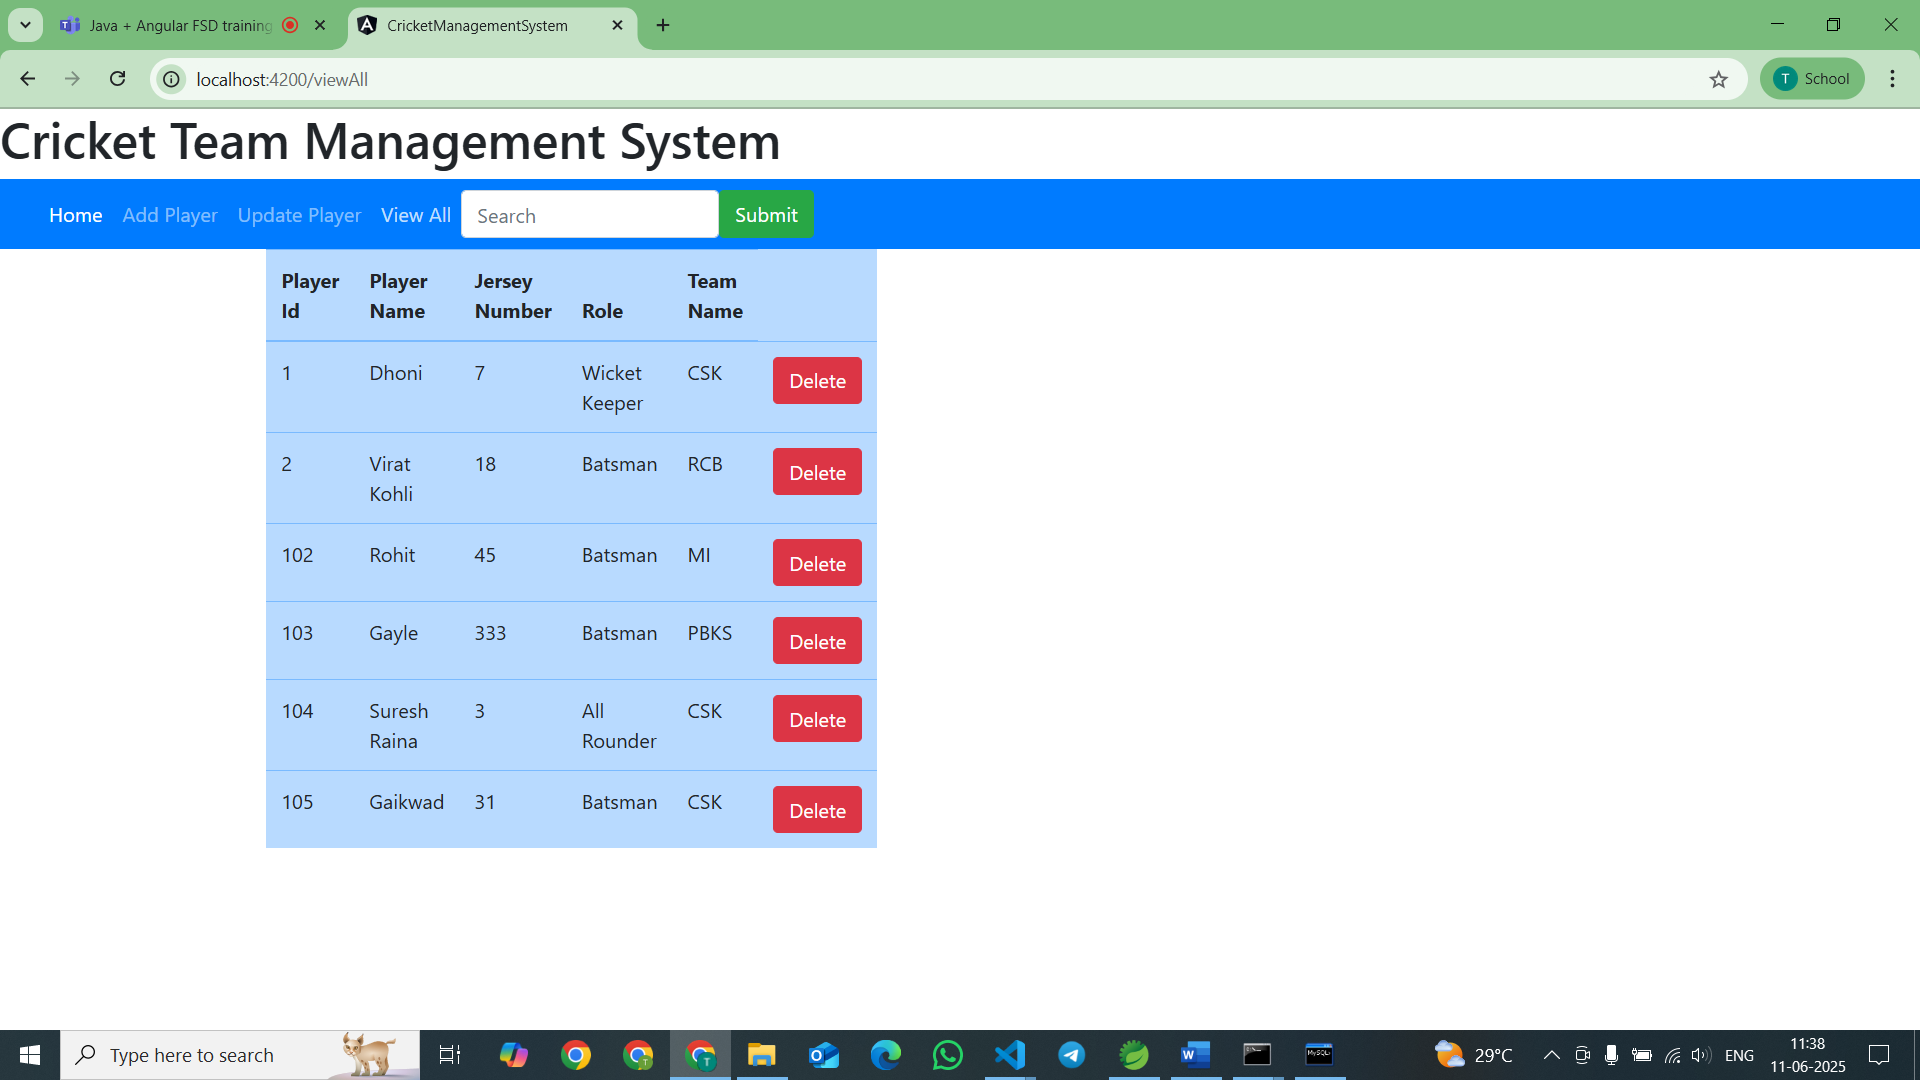 Java + Angular FSD training
CricketManagementSystem
localhost:4200/viewAll
T School
Cricket Team Management System
Home Add Player Update Player View All Search Submit
Player Id Player Name Jersey Number Role Team Name
1 Dhoni 7 Wicket Keeper CSK Delete
2 Virat Kohli 18 Batsman RCB Delete
102 Rohit 45 Batsman MI Delete
103 Gayle 333 Batsman PBKS Delete
104 Suresh Raina 3 All Rounder CSK Delete
105 Gaikwad 31 Batsman CSK Delete
Type here to search
29°C
ENG
11:38
11-06-2025